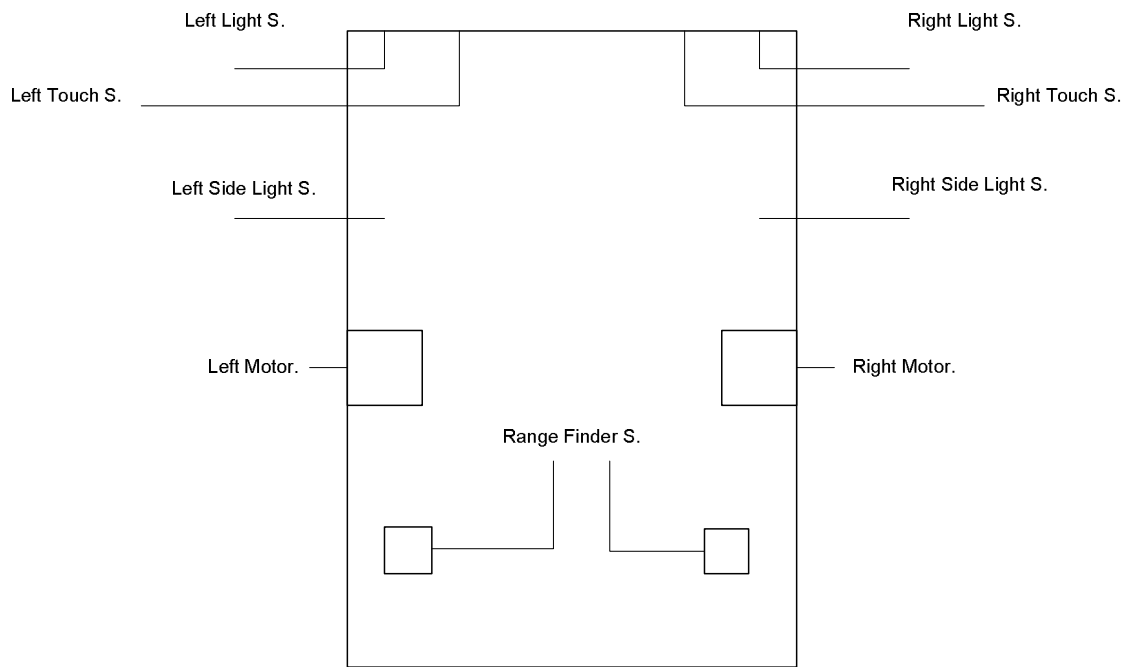 Left Light S.
Right Light S.
Left Touch S.
Right Touch S.
Left Side Light S.
Right Side Light S.
Left Motor.
Right Motor.
Range Finder S.